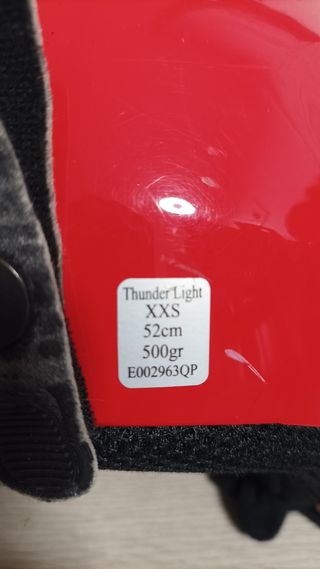 Thunder Light
XXS
52cm
500gr
E002963QP